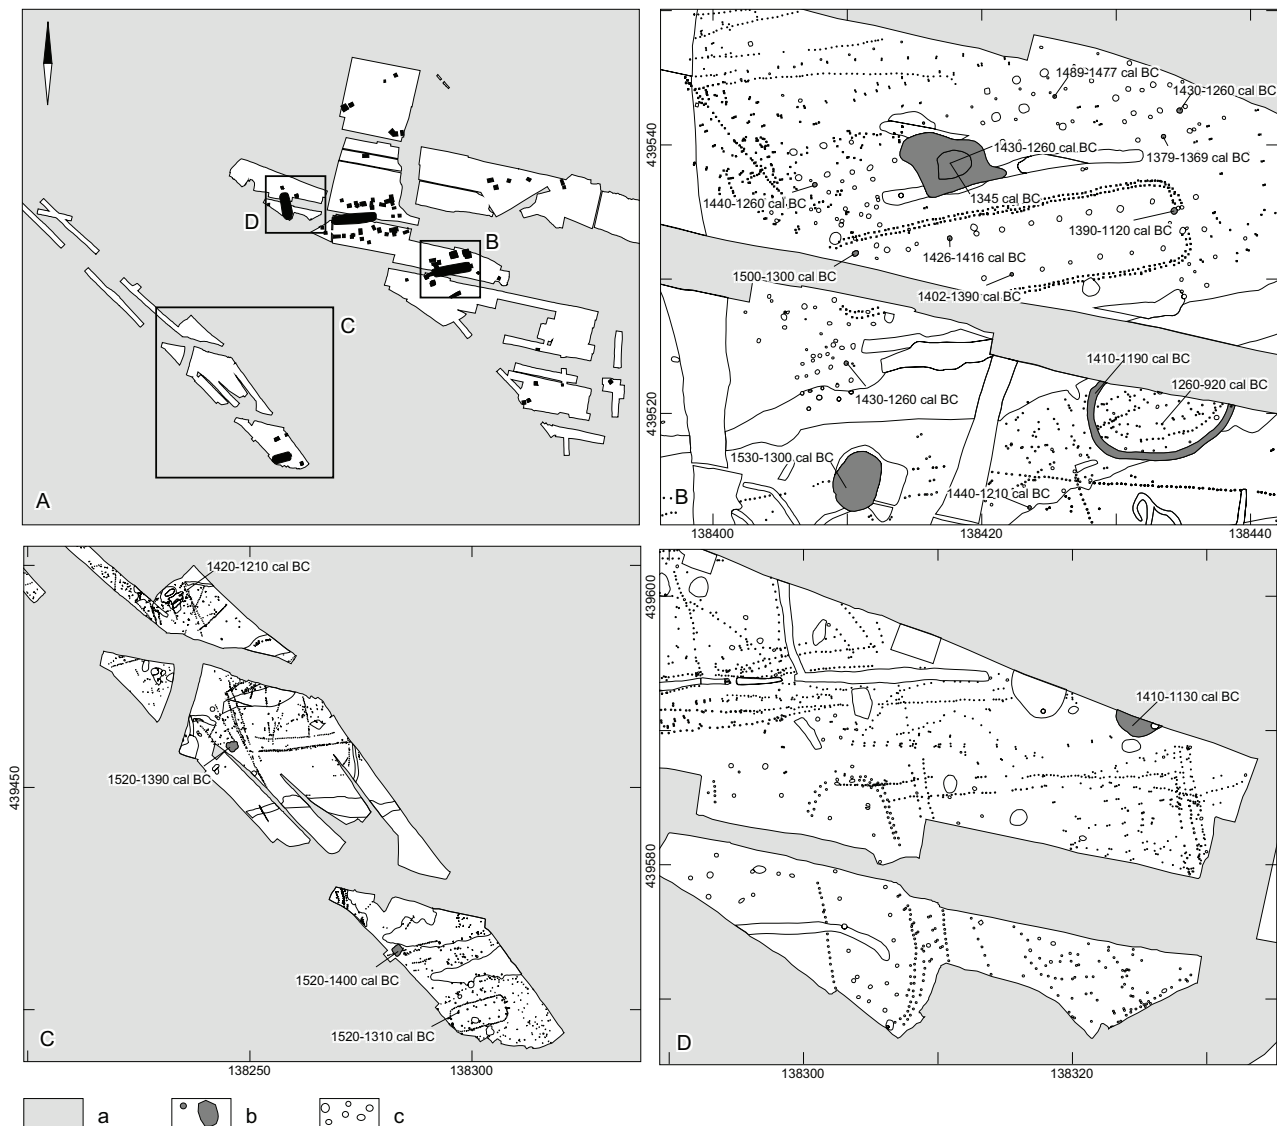 D
B
C
A
1489-1477 cal BC
1430-1260 cal BC
439540
1430-1260 cal BC
1379-1369 cal BC
1440-1260 cal BC
1345 cal BC
1390-1120 cal BC
1426-1416 cal BC
1500-1300 cal BC
1402-1390 cal BC
1410-1190 cal BC
1260-920 cal BC
1430-1260 cal BC
439520
1530-1300 cal BC
1440-1210 cal BC
B
138400
138420
138440
1420-1210 cal BC
1520-1390 cal BC
439450
1520-1400 cal BC
1520-1310 cal BC
C
138250
138300
439600
1410-1130 cal BC
439580
D
138300
138320
a
b
c